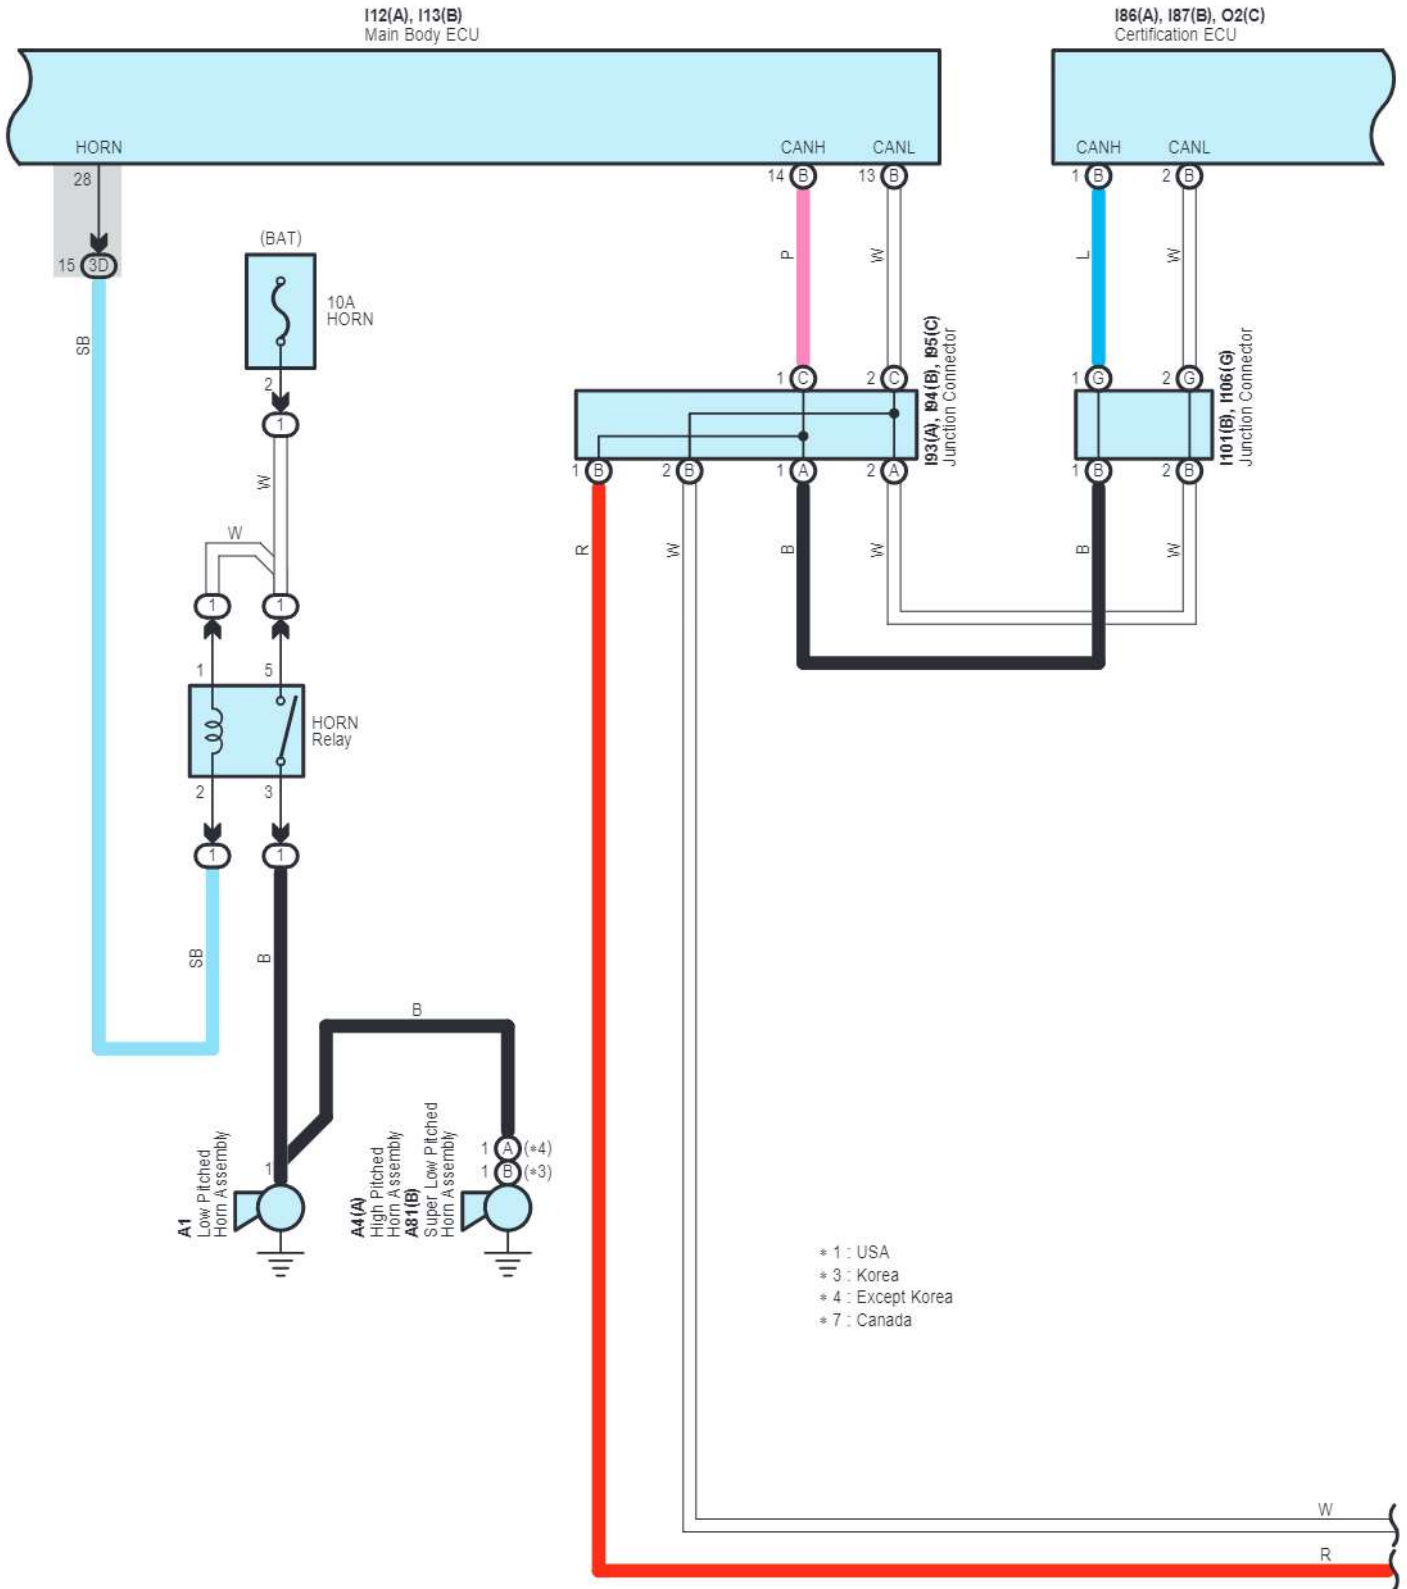 I12(A), I13(B)
Main Body ECU
I86(A), I87(B), O2(C)
Certification ECU
HORN
CANH
CANL
CANH
CANL
28
14 B
13 B
1 B
2 B
15 3D
(BAT)
10A
HORN
SB
P
W
L
W
2
1
1 C
2 C
1 G
2 G
I93(A), I94(B), I95(C)
Junction Connector
I101(B), I106(G)
Junction Connector
1 B
2 B
1 A
2 A
1 B
2 B
W
W
R
W
B
W
B
W
1
1
1
5
HORN
Relay
2
3
1
1
SB
B
B
1 A (*4)
1 B (*3)
1
A1
Low Pitched
Horn Assembly
A4(A)
High Pitched
Horn Assembly
A81(B)
Super Low Pitched
Horn Assembly
* 1 : USA
* 3 : Korea
* 4 : Except Korea
* 7 : Canada
W
R